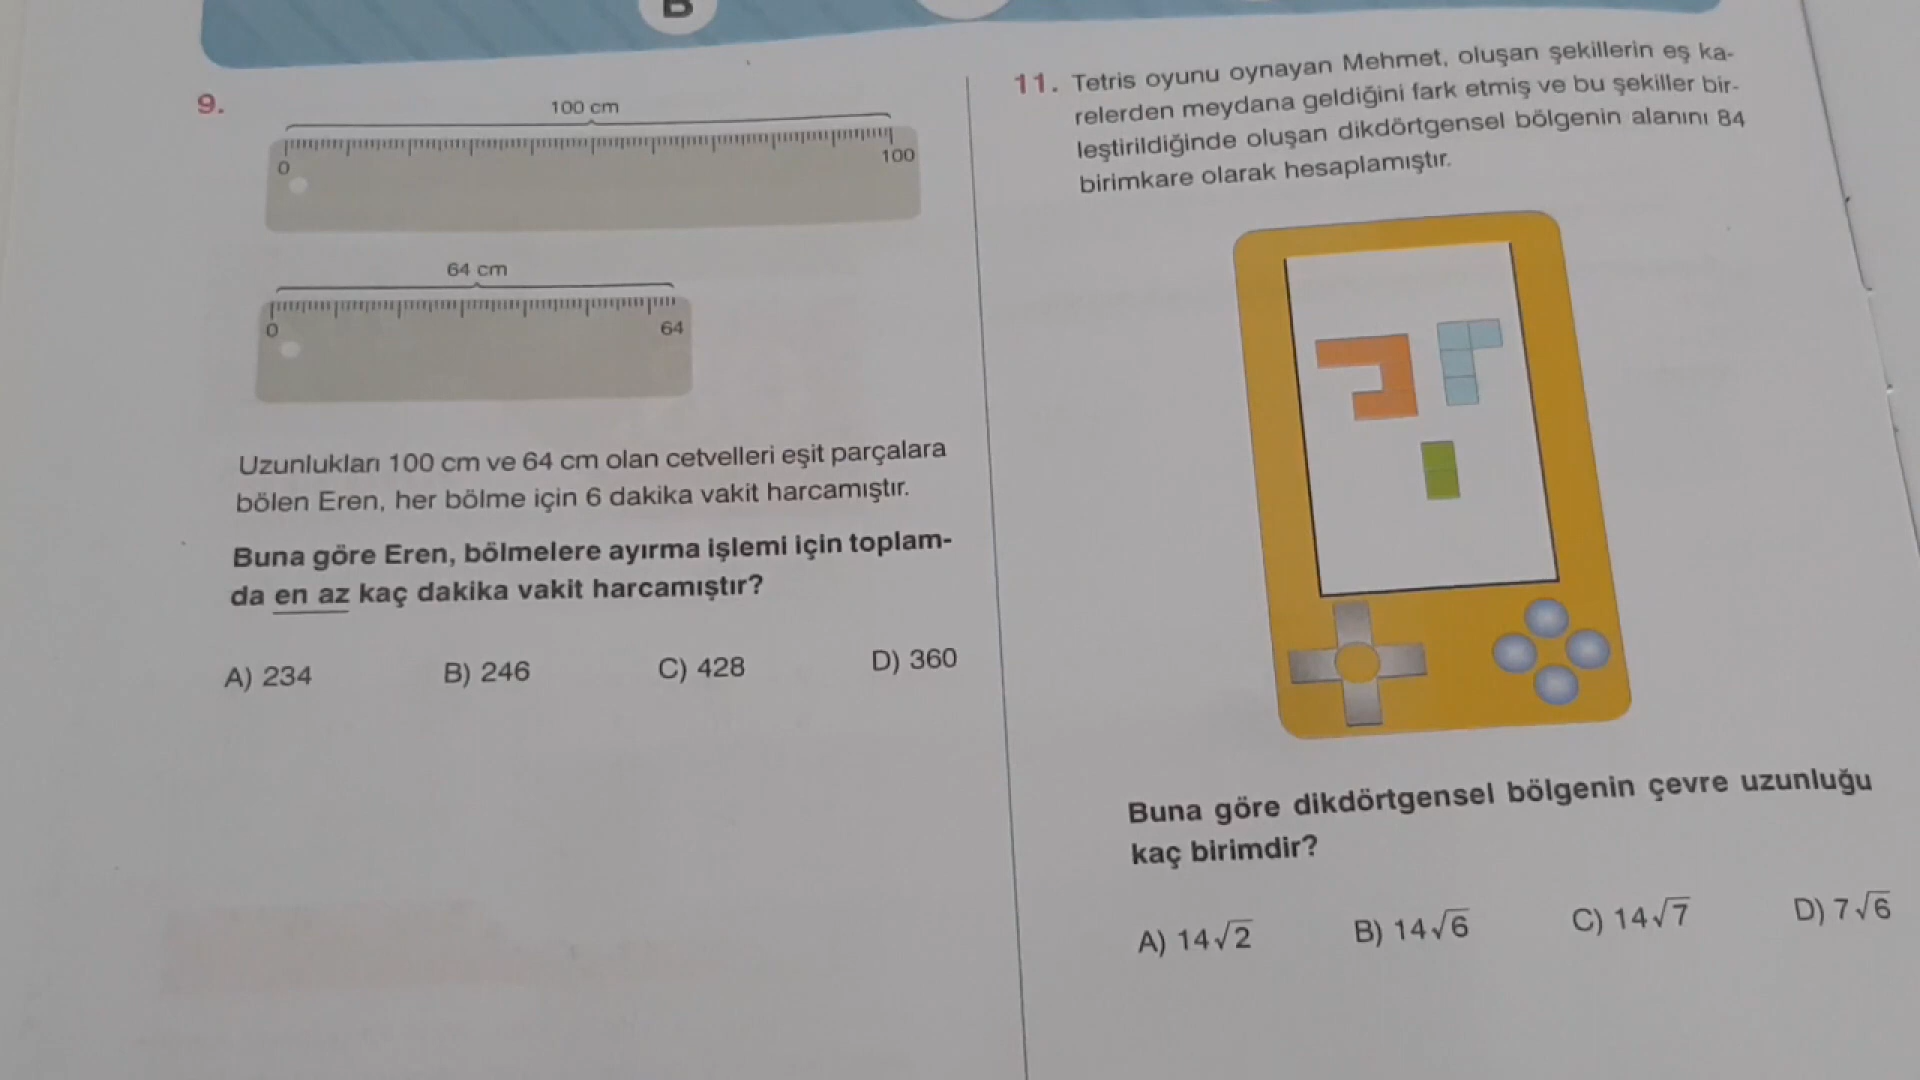 B
9.
100 cm
0
100
64 cm
0
64
Uzunlukları 100 cm ve 64 cm olan cetvelleri eşit parçalara
bölen Eren, her bölme için 6 dakika vakit harcamıştır.
Buna göre Eren, bölmelere ayırma işlemi için toplam-
da en az kaç dakika vakit harcamıştır?
A) 234 B) 246 C) 428 D) 360
11. Tetris oyunu oynayan Mehmet, oluşan şekillerin eş ka-
relerden meydana geldiğini fark etmiş ve bu şekiller bir-
leştirildiğinde oluşan dikdörtgensel bölgenin alanını 84
birimkare olarak hesaplamıştır.
Buna göre dikdörtgensel bölgenin çevre uzunluğu
kaç birimdir?
A) 14√2 B) 14√6 C) 14√7 D) 7√6